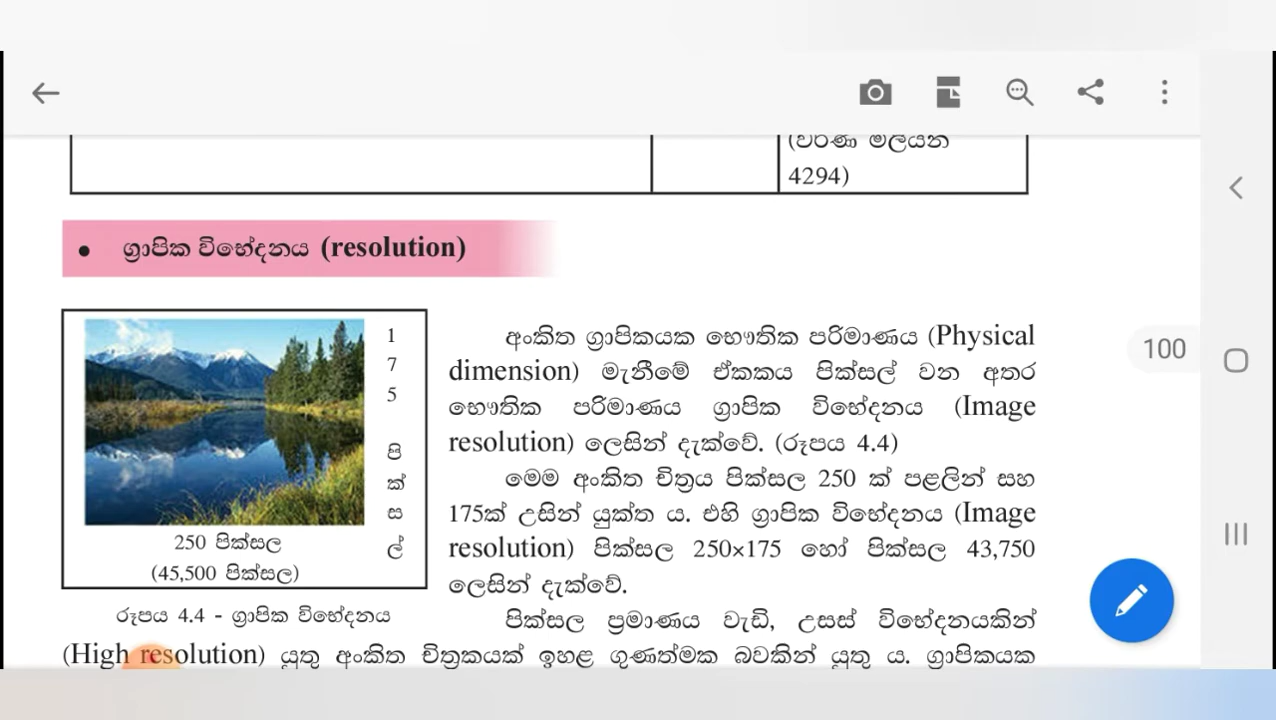 (වර්ණ මිලියන
4294)
• ග්‍රාපික විභේදනය (resolution)
1
7
5
පි
ක්
ස
ල්
250 පික්සල
(45,500 පික්සල)
රූපය 4.4 - ග්‍රාපික විභේදනය
අංකිත ග්‍රාපිකයක භෞතික පරිමාණය (Physical
dimension) මැනීමේ ඒකකය පික්සල් වන අතර
භෞතික පරිමාණය ග්‍රාපික විභේදනය (Image
resolution) ලෙසින් දැක්වේ. (රූපය 4.4)
මෙම අංකිත චිත්‍රය පික්සල 250 ක් පළලින් සහ
175ක් උසින් යුක්ත ය. එහි ග්‍රාපික විභේදනය (Image
resolution) පික්සල 250×175 හෝ පික්සල 43,750
ලෙසින් දැක්වේ.
පික්සල ප්‍රමාණය වැඩි, උසස් විභේදනයකින්
(High resolution) යුතු අංකිත චිත්‍රකයක් ඉහළ ගුණත්මක බවකින් යුතු ය. ග්‍රාපිකයක
100